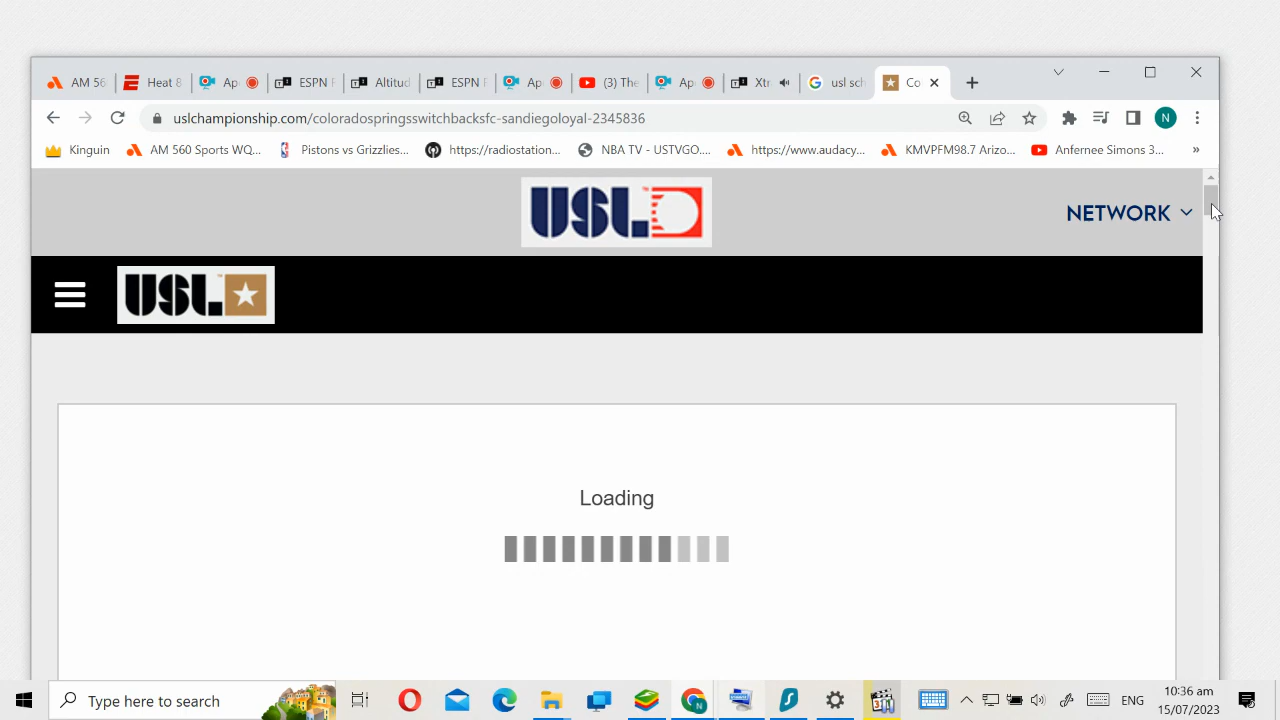 AM 56
Heat 8
Ap
ESPN F
Altitud
ESPN F
Ap
(3) The
Ap
Xtr
usl sch
Co
uslchampionship.com/coloradospringsswitchbacksfc-sandiegoloyal-2345836
N
Kinguin
AM 560 Sports WQ...
Pistons vs Grizzlies...
https://radiostation...
NBA TV - USTVGO....
https://www.audacy...
KMVPFM98.7 Arizo...
Anfernee Simons 3...
»
USL
NETWORK
USL
Loading
Type here to search
ENG
10:36 am
15/07/2023